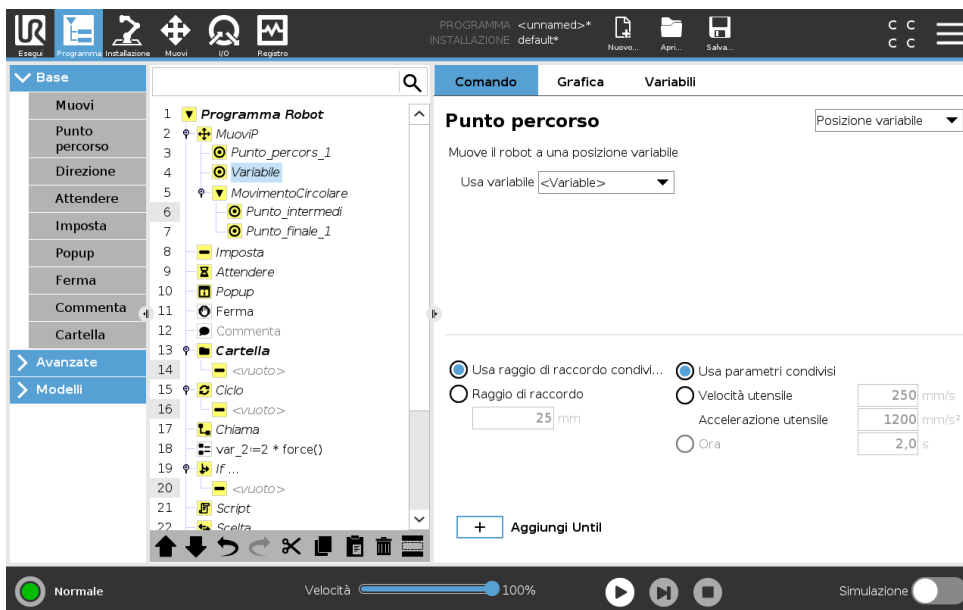 PROGRAMMA <unnamed>*
INSTALLAZIONE default*
Esegui Programma Installazione Muovi I/O Registro Nuovo... Apri... Salva...
C C
C C
Base
Muovi
Punto percorso
Direzione
Attendere
Imposta
Popup
Ferma
Commenta
Cartella
Avanzate
Modelli
1 Programma Robot
2 MuoviP
3 Punto_percors_1
4 Variabile
5 MovimentoCircolare
6 Punto_intermedi
7 Punto_finale_1
8 Imposta
9 Attendere
10 Popup
11 Ferma
12 Commenta
13 Cartella
14 <vuoto>
15 Ciclo
16 <vuoto>
17 Chiama
18 var_2:=2 * force()
19 If ...
20 <vuoto>
21 Script
22 Scelta
Comando Grafica Variabili
Punto percorso
Posizione variabile
Muove il robot a una posizione variabile
Usa variabile <Variable>
Usa raggio di raccordo condivi...
Raggio di raccordo
25 mm
Usa parametri condivisi
Velocità utensile 250 mm/s
Accelerazione utensile 1200 mm/s²
Ora 2,0 s
+ Aggiungi Until
Normale
Velocità 100%
Simulazione